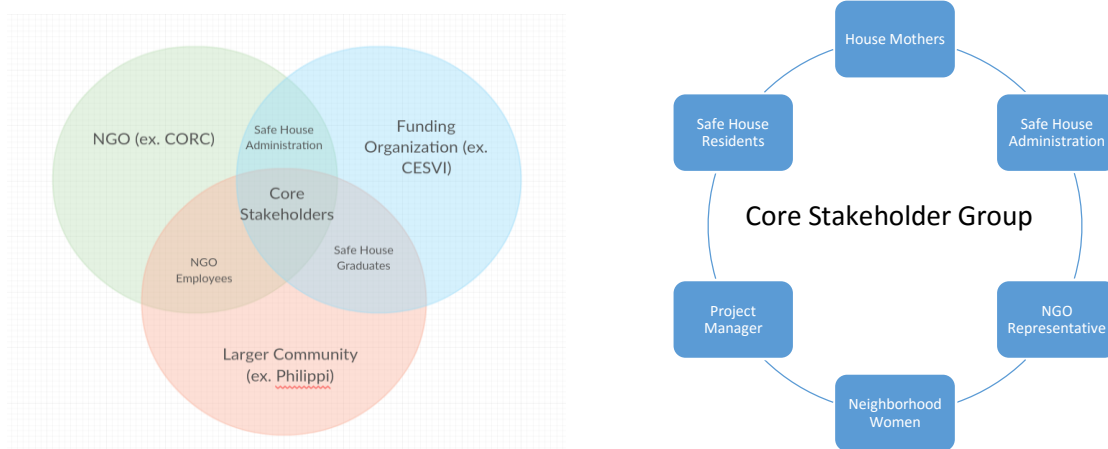 NGO (ex. CORC)
Safe House
Administration
Funding
Organization (ex.
CESVI)
Core
Stakeholders
NGO
Employees
Safe House
Graduates
Larger Community
(ex. Philippi)
House Mothers
Safe House
Administration
NGO
Representative
Neighborhood
Women
Project
Manager
Safe House
Residents
Core Stakeholder Group